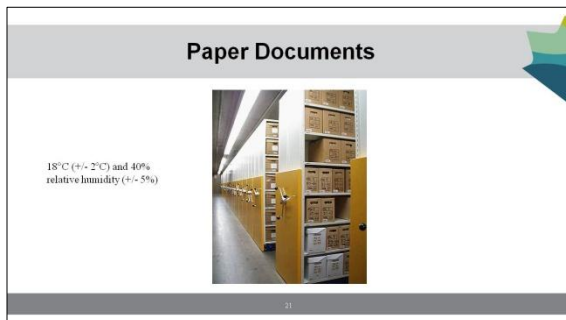 Paper Documents
18°C (+/- 2°C) and 40%
relative humidity (+/- 5%)
21